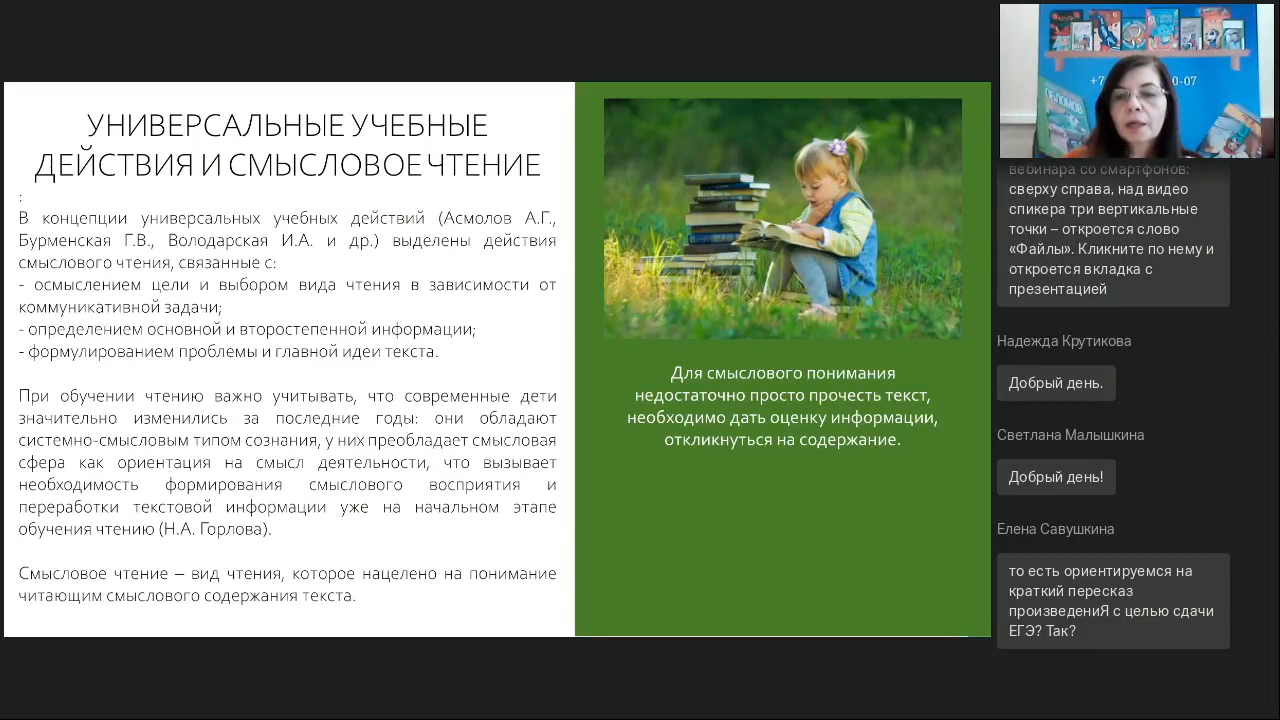 УНИВЕРСАЛЬНЫЕ УЧЕБНЫЕ
ДЕЙСТВИЯ И СМЫСЛОВОЕ ЧТЕНИЕ
:
В концепции универсальных учебных действий (Асмолов А.Г.,
Бурменская Г.В., Володарская И.А. и др.) выделены действия
смыслового чтения, связанные с:
- осмыслением цели и выбором вида чтения в зависимости от
коммуникативной задачи;
- определением основной и второстепенной информации;
- формулированием проблемы и главной идеи текста.
При обучении чтению важно учитывать, что современные дети
значительно изменились за последние годы: они обладают
системно-смысловым типом сознания, у них преобладает смысловая
сфера как ориентация на смысл деятельности, что вызывает
необходимость формирования смыслового восприятия и
переработки текстовой информации уже на начальном этапе
обучения чтению (Н.А. Горлова).
Смысловое чтение – вид чтения, которое нацелено на понимание
читающим смыслового содержания текста.
Для смыслового понимания
недостаточно просто прочесть текст,
необходимо дать оценку информации,
откликнуться на содержание.
+7
0-07
ОБЛОМОВ
вебинара со смартфонов:
сверху справа, над видео
спикера три вертикальные
точки – откроется слово
«Файлы». Кликните по нему и
откроется вкладка с
презентацией
Надежда Крутикова
Добрый день.
Светлана Малышкина
Добрый день!
Елена Савушкина
то есть ориентируемся на
краткий пересказ
произведениЯ с целью сдачи
ЕГЭ? Так?